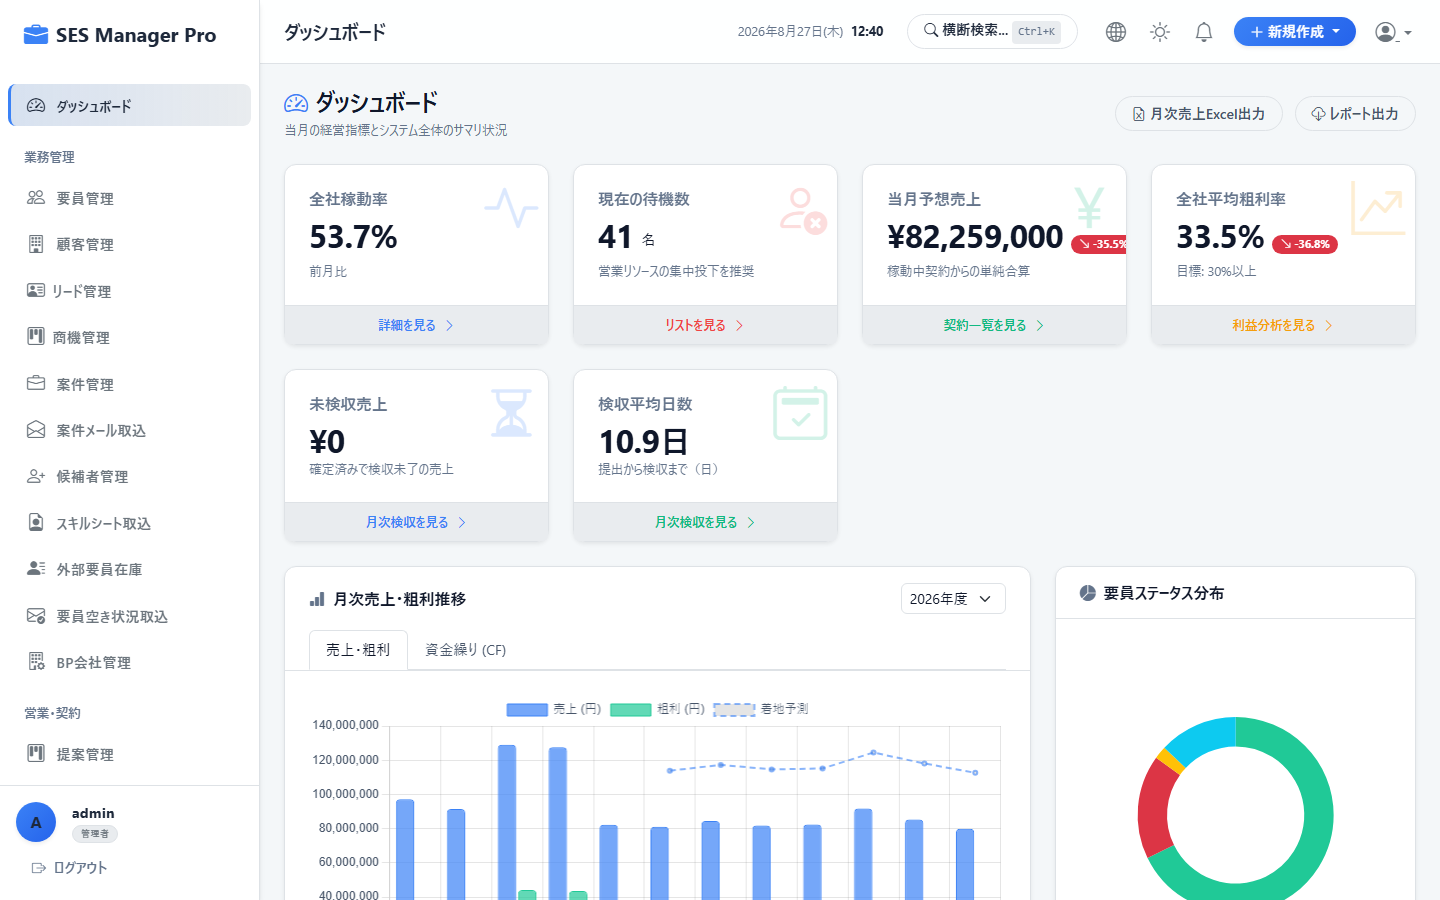 SES Manager Pro
ダッシュボード
業務管理
要員管理
顧客管理
リード管理
商機管理
案件管理
案件メール取込
候補者管理
スキルシート取込
外部要員在庫
要員空き状況取込
BP会社管理
営業・契約
提案管理
A
admin
管理者
ログアウト
ダッシュボード
2026年8月27日(木) 12:40
横断検索... Ctrl+K
新規作成
ダッシュボード
当月の経営指標とシステム全体のサマリ状況
月次売上Excel出力
レポート出力
全社稼動率
53.7%
前月比
詳細を見る
現在の待機数
41 名
営業リソースの集中投下を推奨
リストを見る
当月予想売上
¥82,259,000 -35.5%
稼動中契約からの単純合算
契約一覧を見る
全社平均粗利率
33.5% -36.8%
目標: 30%以上
利益分析を見る
未検収売上
¥0
確定済みで検収未了の売上
月次検収を見る
検収平均日数
10.9日
提出から検収まで（日）
月次検収を見る
月次売上・粗利推移
2026年度
売上・粗利
資金繰り (CF)
売上 (円) 粗利 (円) 着地予測
140,000,000
120,000,000
100,000,000
80,000,000
60,000,000
40,000,000
要員ステータス分布